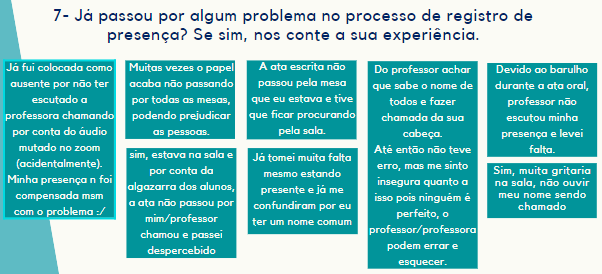 7- Já passou por algum problema no processo de registro de
presença? Se sim, nos conte a sua experiência.
Já fui colocada como
ausente por não ter
escutado a
professora chamando
por conta do áudio
mutado no zoom
(acidentalmente).
Minha presença n foi
compensada msm
com o problema :/
Muitas vezes o papel
acaba não passando
por todas as mesas,
podendo prejudicar
as pessoas.
sim, estava na sala e
por conta da
algazarra dos alunos,
a ata não passou por
mim/professor
chamou e passei
despercebido
A ata escrita não
passou pela mesa
que eu estava e tive
que ficar procurando
pela sala.
Já tomei muita falta
mesmo estando
presente e já me
confundiram por eu
ter um nome comum
Do professor achar
que sabe o nome de
todos e fazer
chamada da sua
cabeça.
Até então não teve
erro, mas me sinto
insegura quanto a
isso pois ninguém é
perfeito, o
professor/professora
podem errar e
esquecer.
Devido ao barulho
durante a ata oral,
professor não
escutou minha
presença e levei
falta.
Sim, muita gritaria
na sala, não ouvir
meu nome sendo
chamado